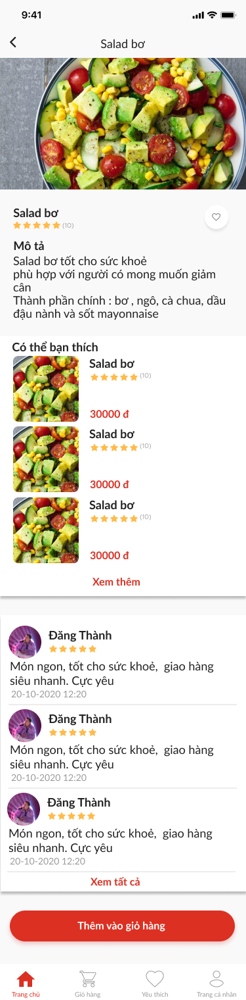 9:41
Salad bơ
Salad bơ
(10)
Mô tả
Salad bơ tốt cho sức khoẻ
phù hợp với người có mong muốn giảm
cân
Thành phần chính : bơ , ngô, cà chua, dầu
đậu nành và sốt mayonnaise
Có thể bạn thích
Salad bơ
(10)
30000 đ
Salad bơ
(10)
30000 đ
Salad bơ
(10)
30000 đ
Xem thêm
Đăng Thành
Món ngon, tốt cho sức khoẻ,  giao hàng
siêu nhanh. Cực yêu
20-10-2020 12:20
Đăng Thành
Món ngon, tốt cho sức khoẻ,  giao hàng
siêu nhanh. Cực yêu
20-10-2020 12:20
Đăng Thành
Món ngon, tốt cho sức khoẻ,  giao hàng
siêu nhanh. Cực yêu
20-10-2020 12:20
Xem tất cả
Thêm vào giỏ hàng
Trang chủ Giỏ hàng Yêu thích Trang cá nhân